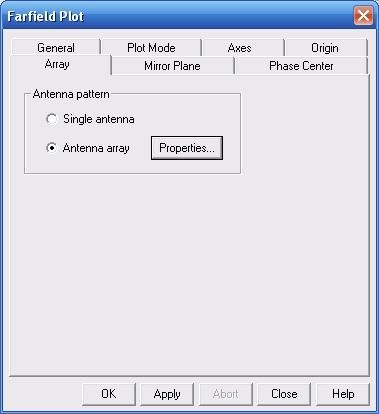 Farfield Plot
General Plot Mode Axes Origin
Array Mirror Plane Phase Center
Antenna pattern
Single antenna
Antenna array Properties...
OK Apply Abort Close Help